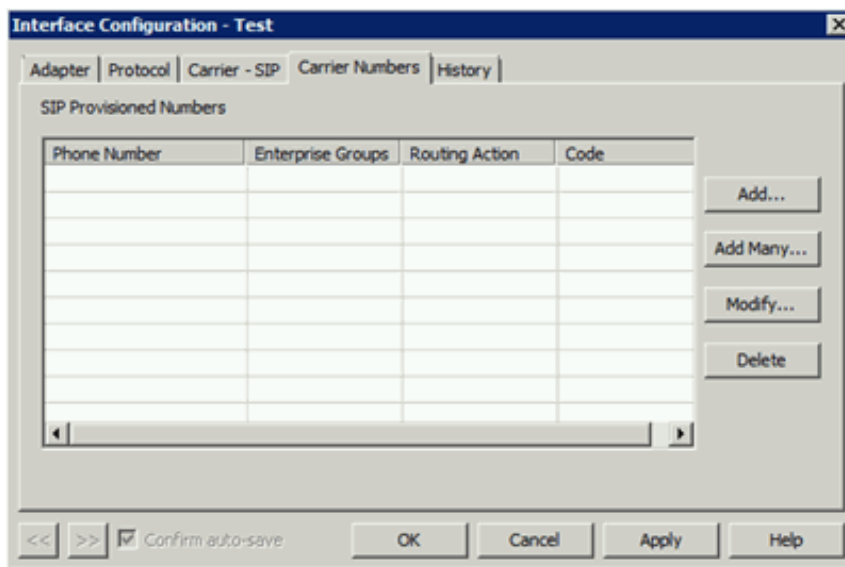 Interface Configuration - Test
Adapter Protocol Carrier - SIP Carrier Numbers History
SIP Provisioned Numbers
Phone Number Enterprise Groups Routing Action Code
Add...
Add Many...
Modify...
Delete
<< >> Confirm auto-save OK Cancel Apply Help